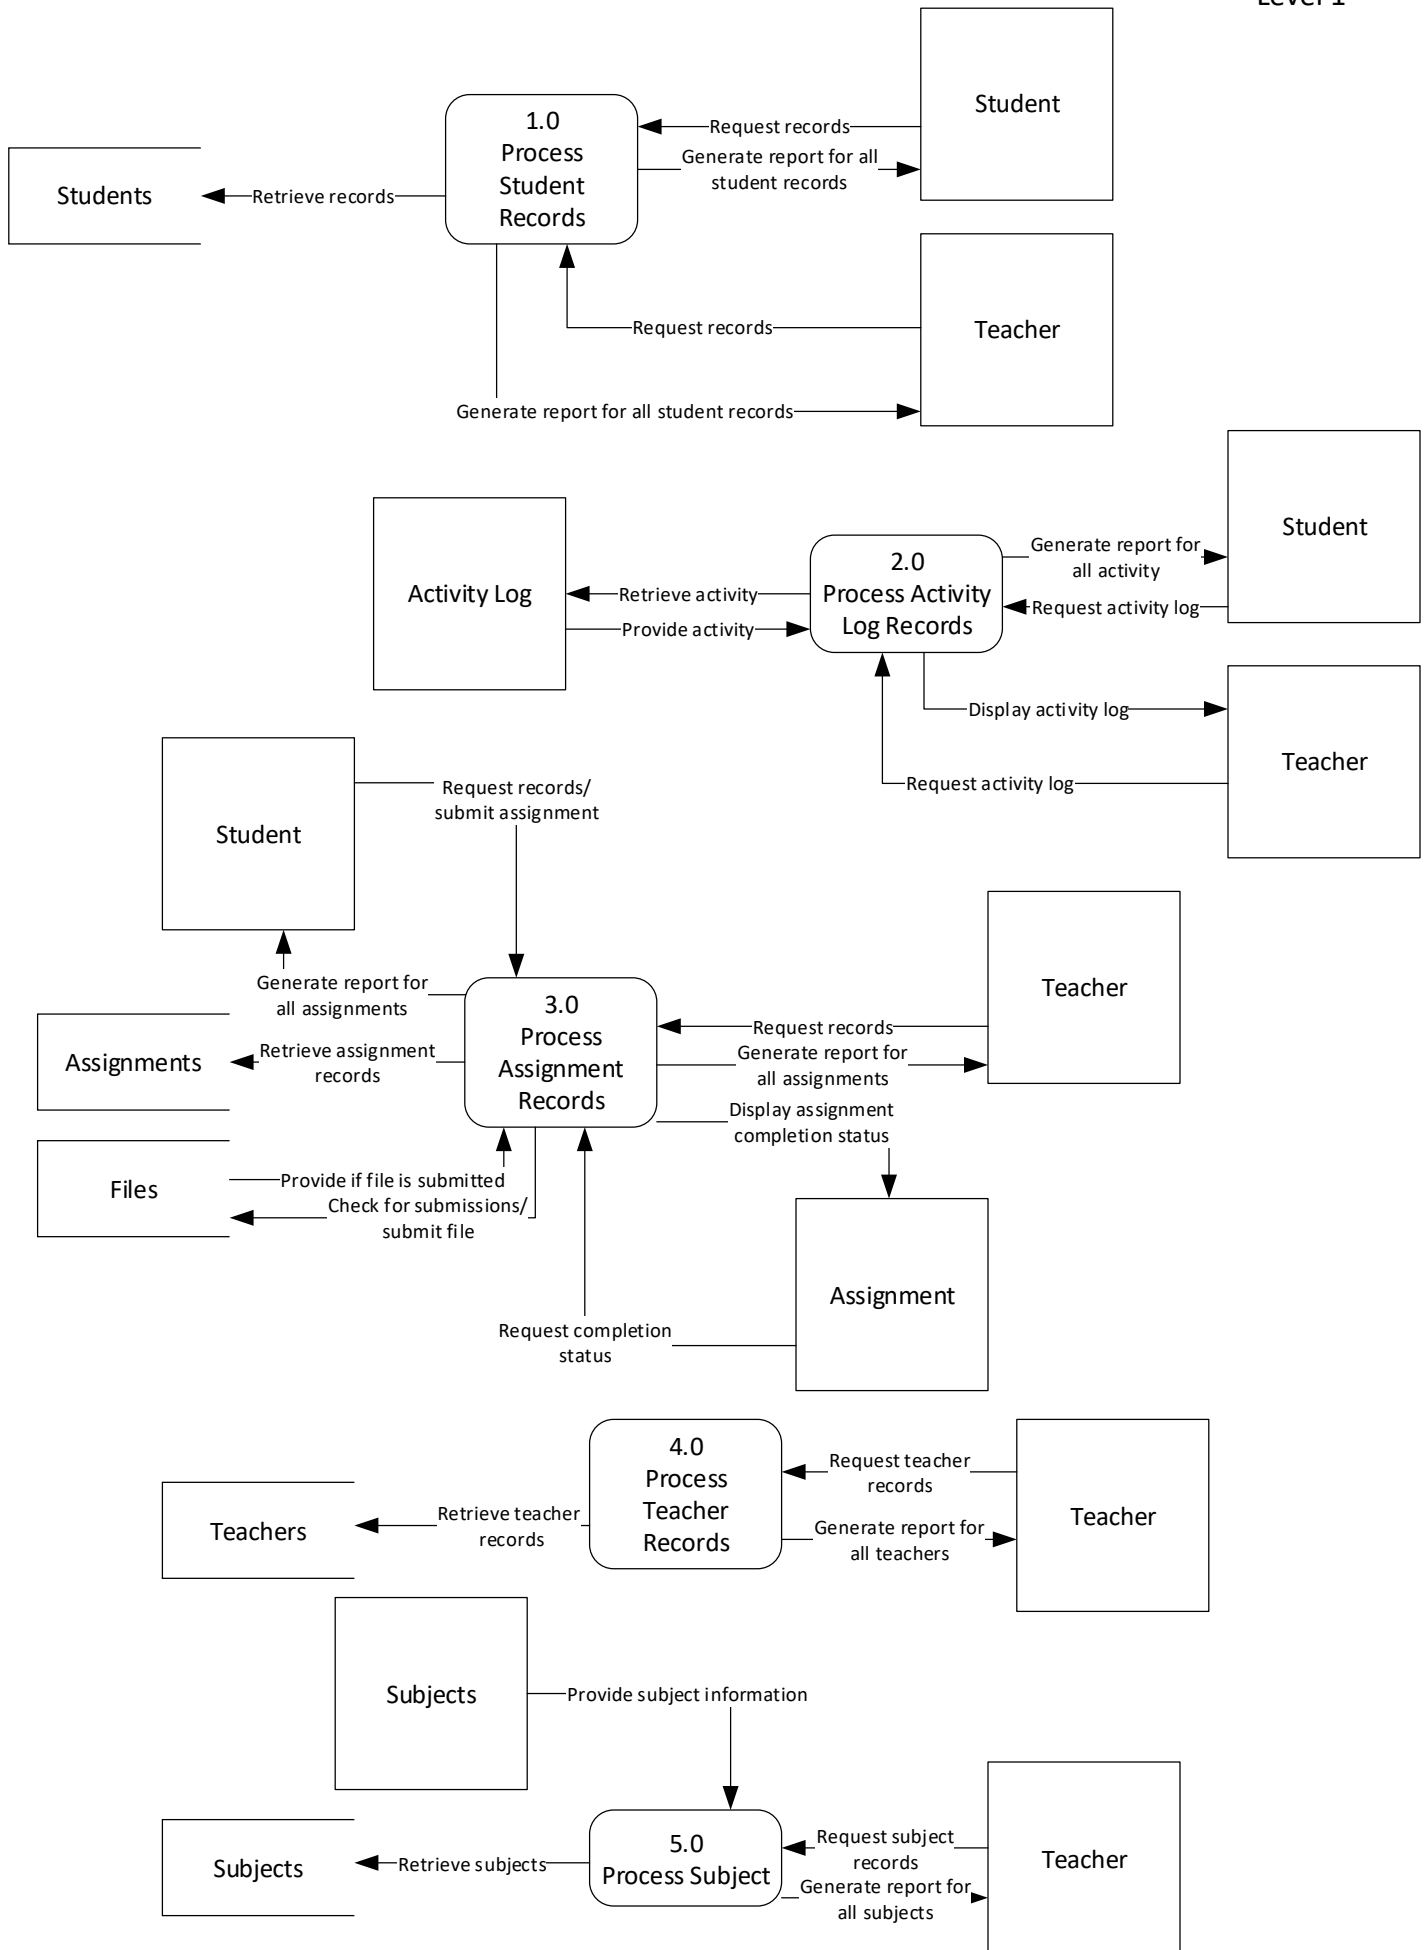 Level 1
Student
1.0
Process
Student
Records
Request records
Generate report for all
student records
Students
Retrieve records
Request records
Teacher
Generate report for all student records
Activity Log
Retrieve activity
Provide activity
2.0
Process Activity
Log Records
Generate report for
all activity
Request activity log
Student
Display activity log
Request activity log
Teacher
Student
Request records/
submit assignment
Generate report for
all assignments
Assignments
Retrieve assignment
records
3.0
Process
Assignment
Records
Request records
Generate report for
all assignments
Teacher
Display assignment
completion status
Files
Provide if file is submitted
Check for submissions/
submit file
Assignment
Request completion
status
4.0
Process
Teacher
Records
Request teacher
records
Generate report for
all teachers
Teacher
Teachers
Retrieve teacher
records
Subjects
Provide subject information
Subjects
Retrieve subjects
5.0
Process Subject
Request subject
records
Generate report for
all subjects
Teacher